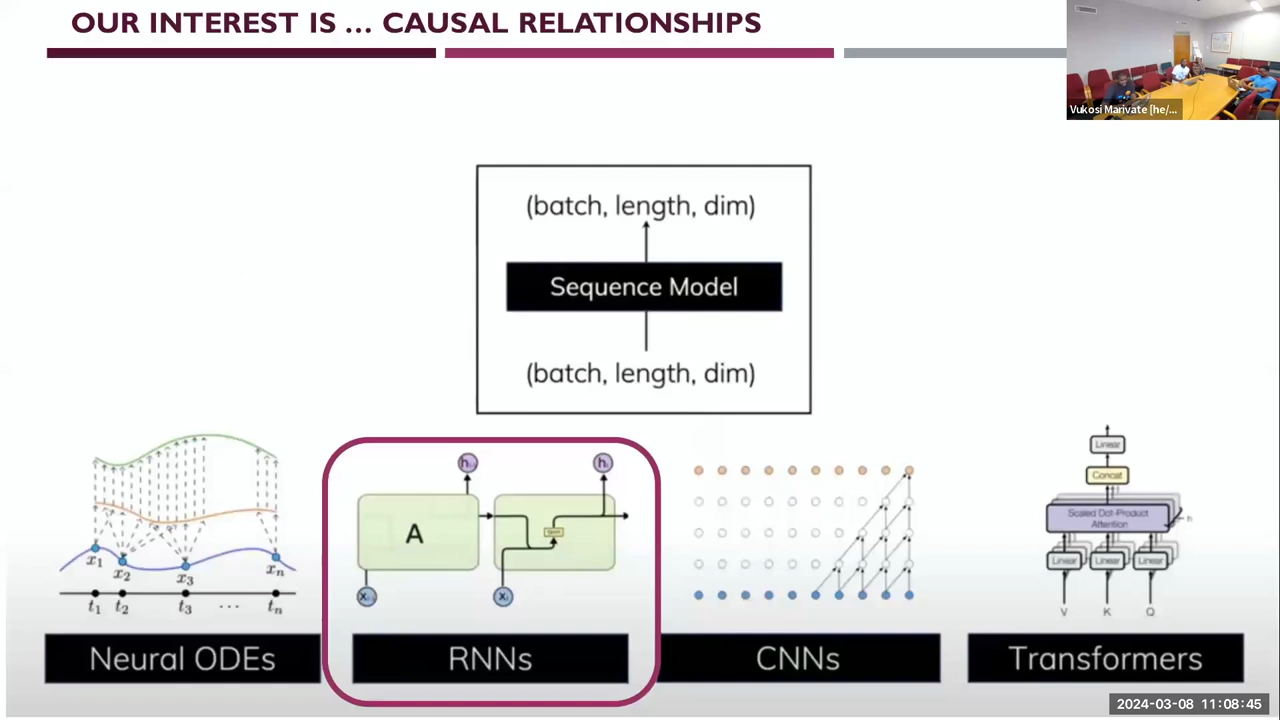 OUR INTEREST IS ... CAUSAL RELATIONSHIPS
Vukosi Marivate [he/...
(batch, length, dim)
Sequence Model
(batch, length, dim)
x1
x2
x3
xn
t1 t2 t3 ... tn
Neural ODEs
h
h
A
x
x
RNNs
CNNs
Linear
Concat
Scaled Dot-Product
Attention
h
Linear
Linear
Linear
V K Q
Transformers
2024-03-08 11:08:45